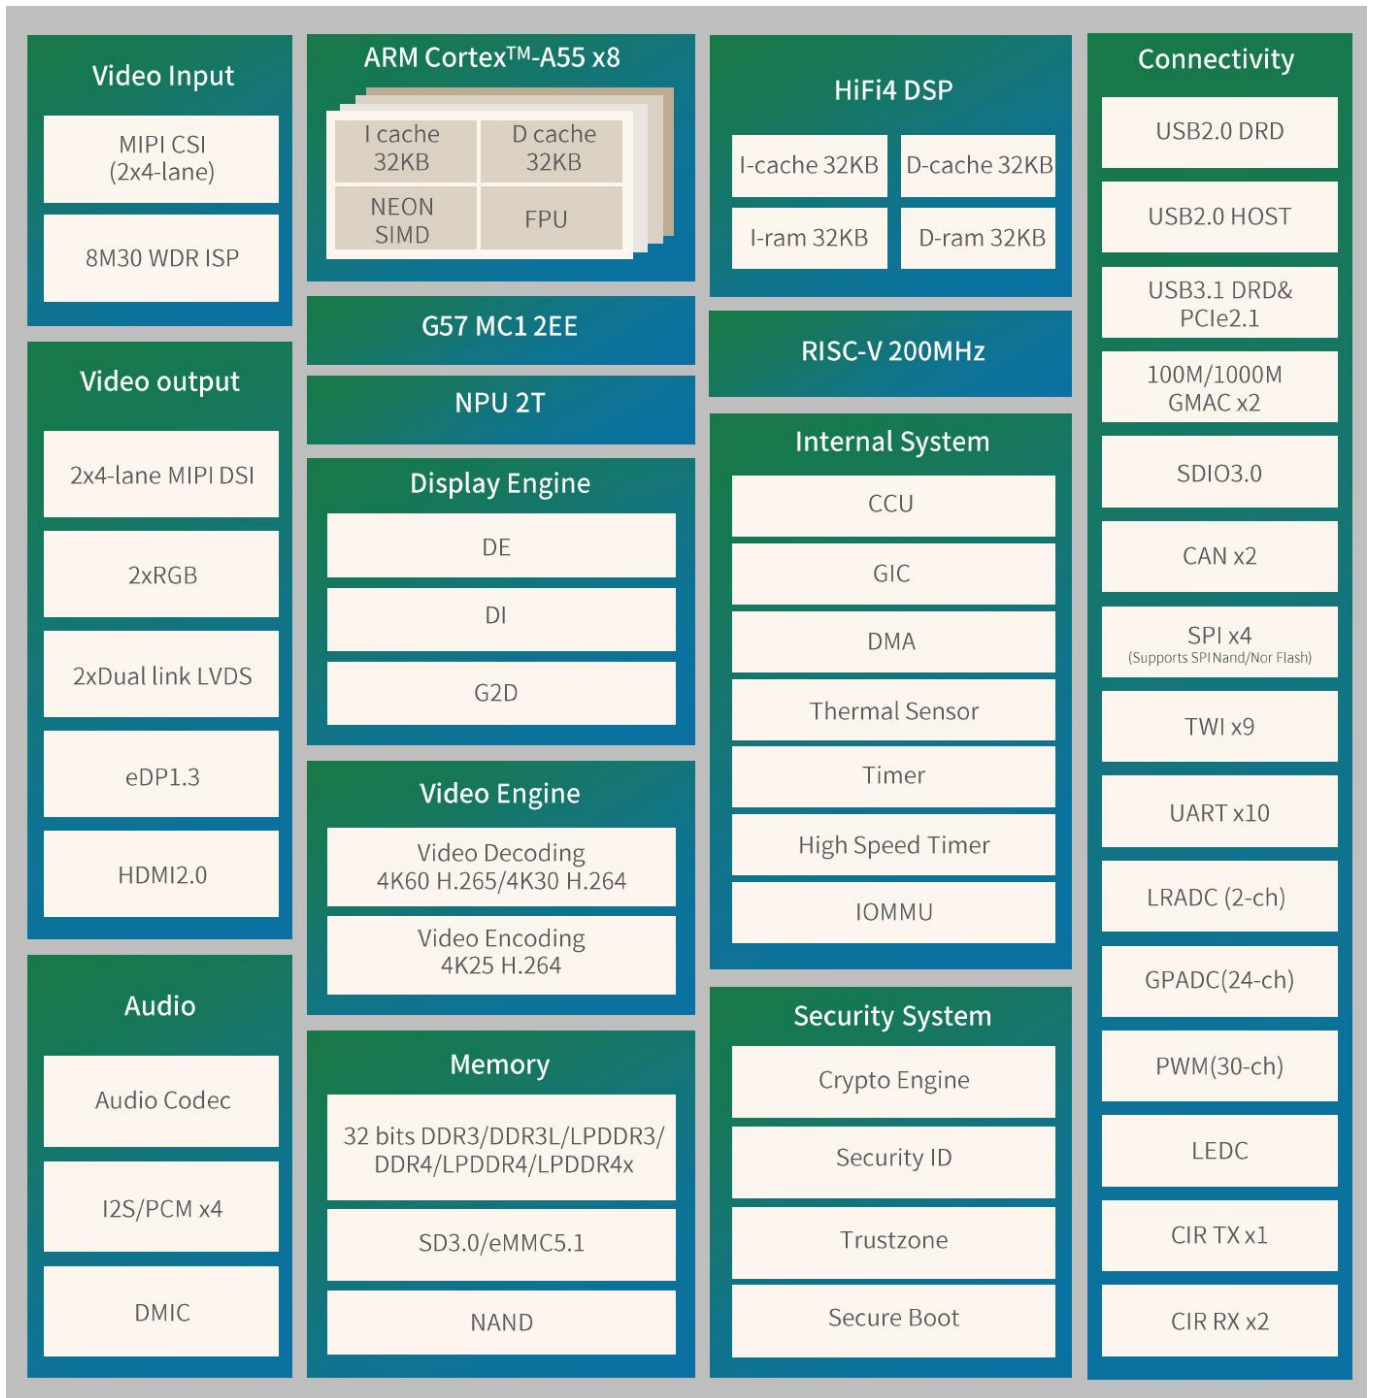 Video Input
MIPI CSI
(2x4-lane)
8M30 WDR ISP
Video output
2x4-lane MIPI DSI
2xRGB
2xDual link LVDS
eDP1.3
HDMI2.0
Audio
Audio Codec
I2S/PCM x4
DMIC
ARM Cortex™-A55 x8
I cache
32KB
D cache
32KB
NEON
SIMD
FPU
G57 MC1 2EE
NPU 2T
Display Engine
DE
DI
G2D
Video Engine
Video Decoding
4K60 H.265/4K30 H.264
Video Encoding
4K25 H.264
Memory
32 bits DDR3/DDR3L/LPDDR3/
DDR4/LPDDR4/LPDDR4x
SD3.0/eMMC5.1
NAND
HiFi4 DSP
I-cache 32KB
D-cache 32KB
I-ram 32KB
D-ram 32KB
RISC-V 200MHz
Internal System
CCU
GIC
DMA
Thermal Sensor
Timer
High Speed Timer
IOMMU
Security System
Crypto Engine
Security ID
Trustzone
Secure Boot
Connectivity
USB2.0 DRD
USB2.0 HOST
USB3.1 DRD&
PCIe2.1
100M/1000M
GMAC x2
SDIO3.0
CAN x2
SPI x4
(Supports SPI Nand/Nor Flash)
TWI x9
UART x10
LRADC (2-ch)
GPADC(24-ch)
PWM(30-ch)
LEDC
CIR TX x1
CIR RX x2